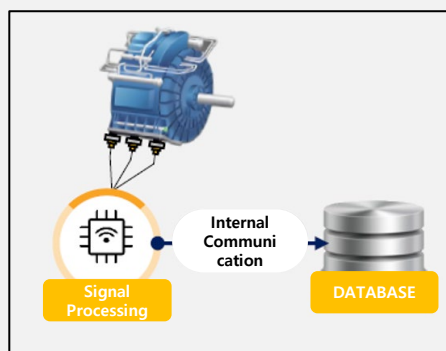 Internal
Communi
cation
Signal
Processing
DATABASE